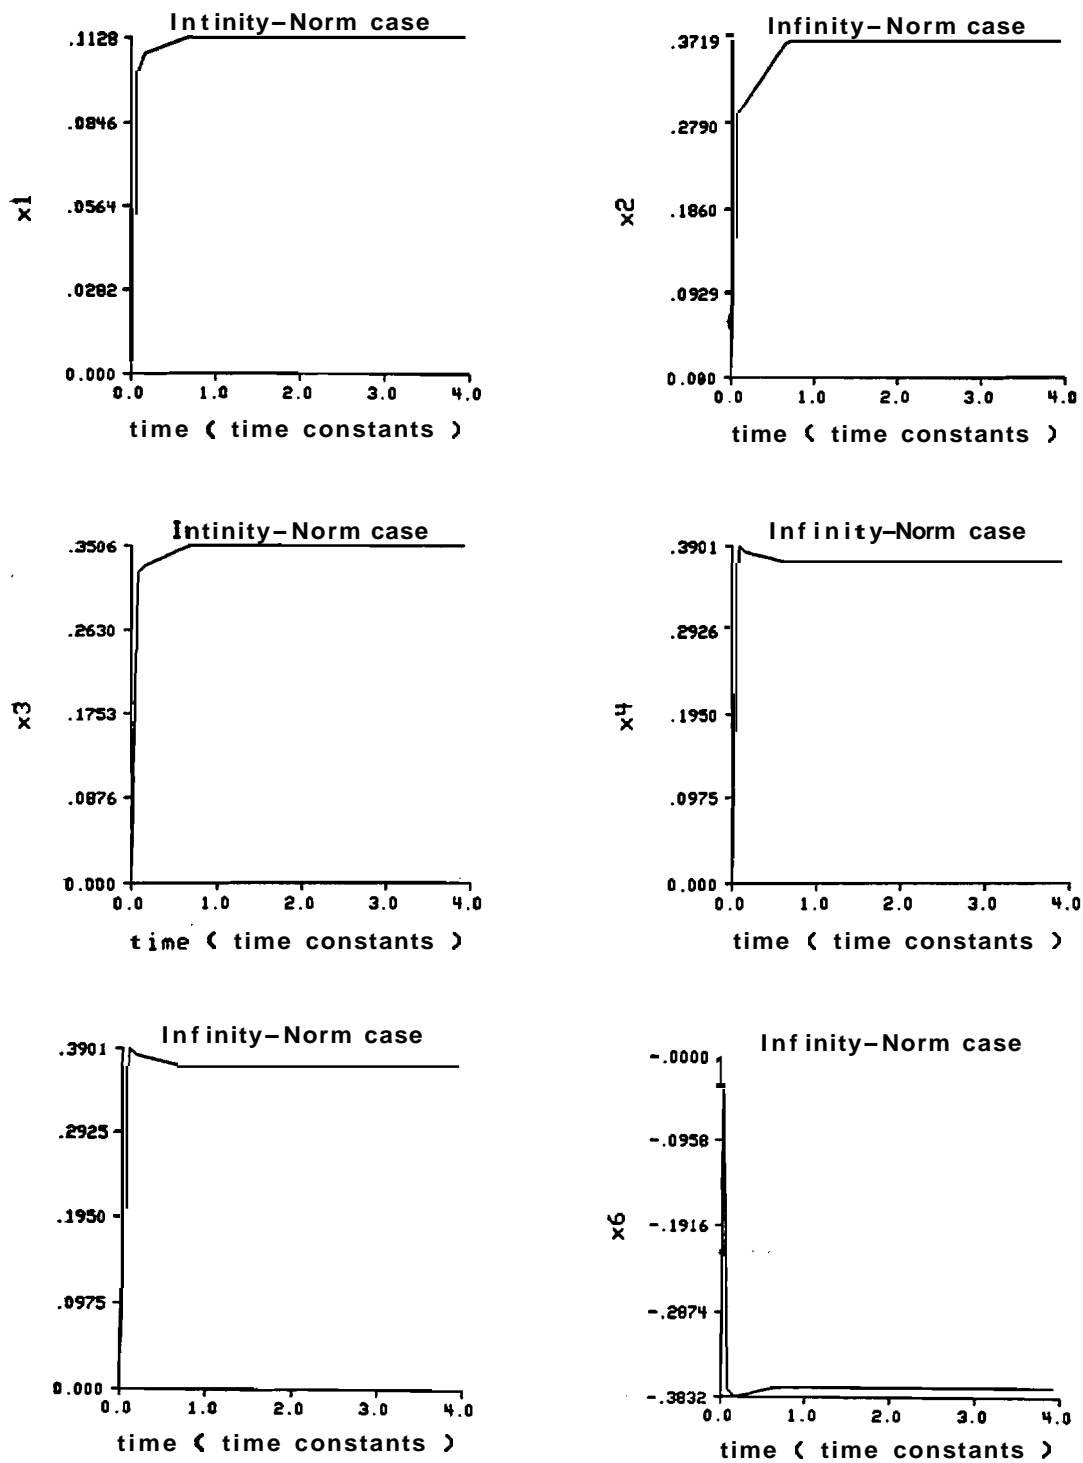 Intinity-Norm case
.1128
.0846
.0564
.0282
0.000
x1
0.0 1.0 2.0 3.0 4.0
time ( time constants )
Infinity-Norm case
.3719
.2790
.1860
.0929
0.000
x2
0.0 1.0 2.0 3.0 4.0
time ( time constants )
Intinity-Norm case
.3506
.2630
.1753
.0876
0.000
x3
0.0 1.0 2.0 3.0 4.0
time ( time constants )
Infinity-Norm case
.3901
.2926
.1950
.0975
0.000
x4
0.0 1.0 2.0 3.0 4.0
time ( time constants )
Infinity-Norm case
.3901
.2925
.1950
.0975
0.000
0.0 1.0 2.0 3.0 4.0
time ( time constants )
Infinity-Norm case
-.0000
-.0958
-.1916
-.2874
-.3832
x6
0.0 1.0 2.0 3.0 4.0
time ( time constants )